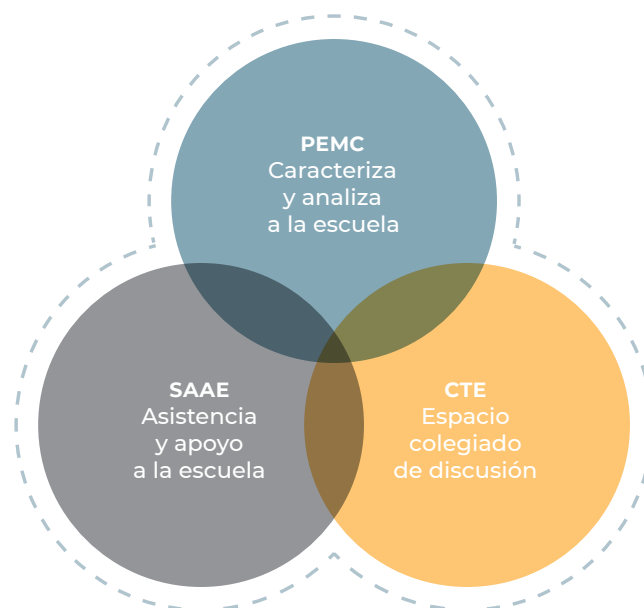 PEMC
Caracteriza
y analiza
a la escuela
SAAE
Asistencia
y apoyo
a la escuela
CTE
Espacio
colegiado
de discusión